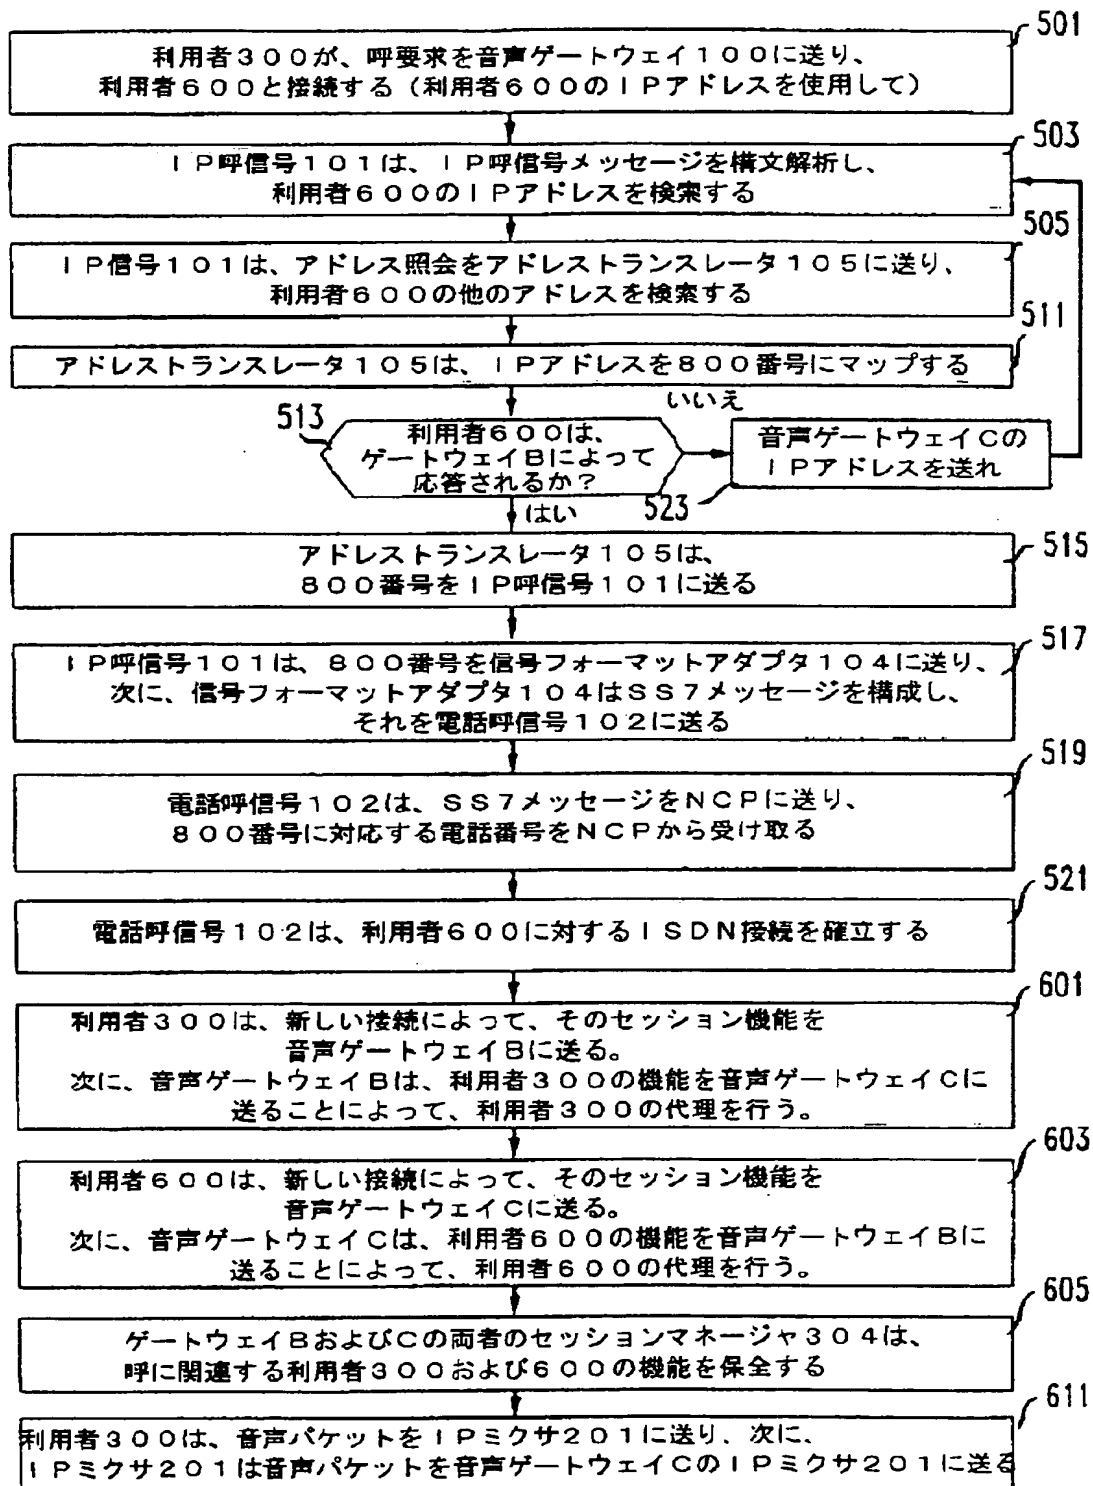 501
利用者300が、呼要求を音声ゲートウェイ100に送り、
利用者600と接続する(利用者600のIPアドレスを使用して)
503
IP呼信号101は、IP呼信号メッセージを構文解析し、
利用者600のIPアドレスを検索する
505
IP信号101は、アドレス照会をアドレストランスレータ105に送り、
利用者600の他のアドレスを検索する
511
アドレストランスレータ105は、IPアドレスを800番号にマップする
513
利用者600は、
ゲートウェイBによって
応答されるか?
いいえ
音声ゲートウェイCの
IPアドレスを送れ
523
はい
515
アドレストランスレータ105は、
800番号をIP呼信号101に送る
517
IP呼信号101は、800番号を信号フォーマットアダプタ104に送り、
次に、信号フォーマットアダプタ104はSS7メッセージを構成し、
それを電話呼信号102に送る
519
電話呼信号102は、SS7メッセージをNCPに送り、
800番号に対応する電話番号をNCPから受け取る
521
電話呼信号102は、利用者600に対するISDN接続を確立する
601
利用者300は、新しい接続によって、そのセッション機能を
音声ゲートウェイBに送る。
次に、音声ゲートウェイBは、利用者300の機能を音声ゲートウェイCに
送ることによって、利用者300の代理を行う。
603
利用者600は、新しい接続によって、そのセッション機能を
音声ゲートウェイCに送る。
次に、音声ゲートウェイCは、利用者600の機能を音声ゲートウェイBに
送ることによって、利用者600の代理を行う。
605
ゲートウェイBおよびCの両者のセッションマネージャ304は、
呼に関連する利用者300および600の機能を保全する
611
利用者300は、音声パケットをIPミクサ201に送り、次に、
IPミクサ201は音声パケットを音声ゲートウェイCのIPミクサ201に送る